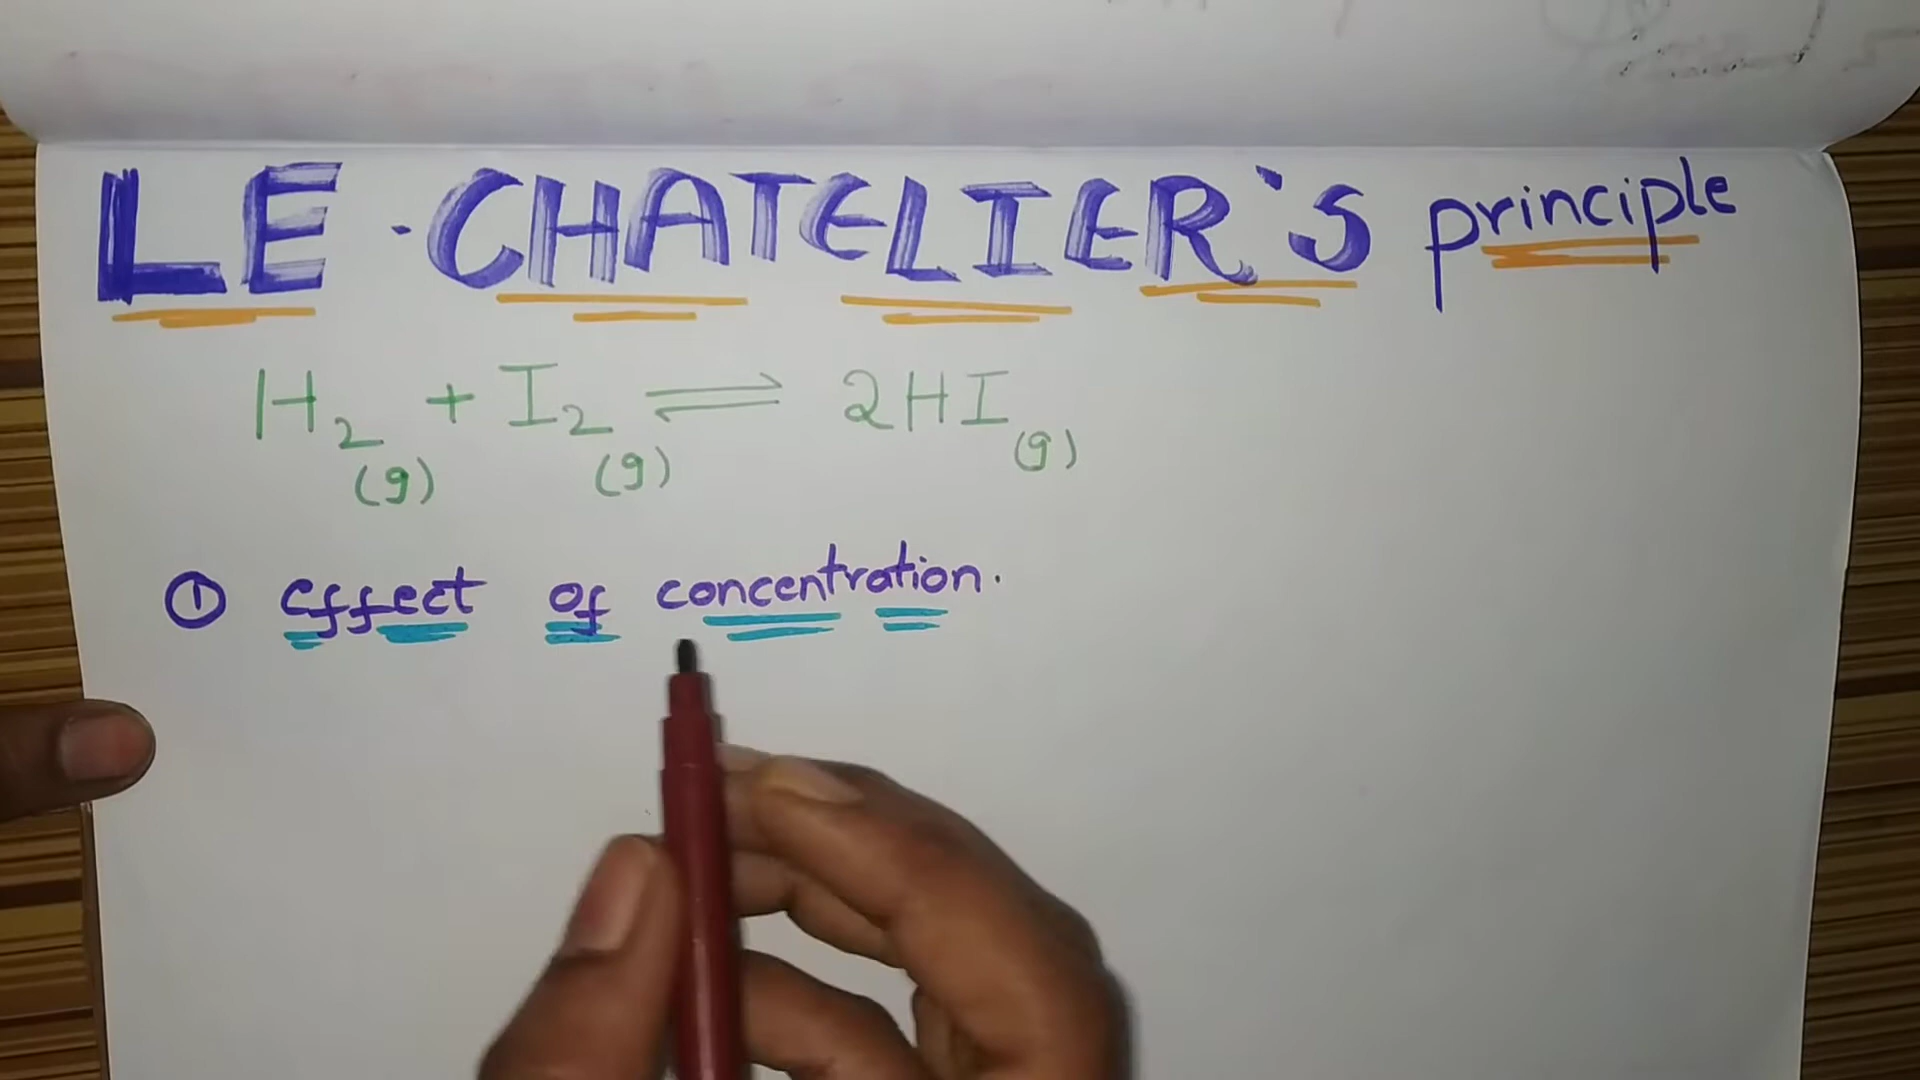 LE-CHATELIER'S principle
H₂(g) + I₂(g) ⇌ 2HI(g)
① effect of concentration.